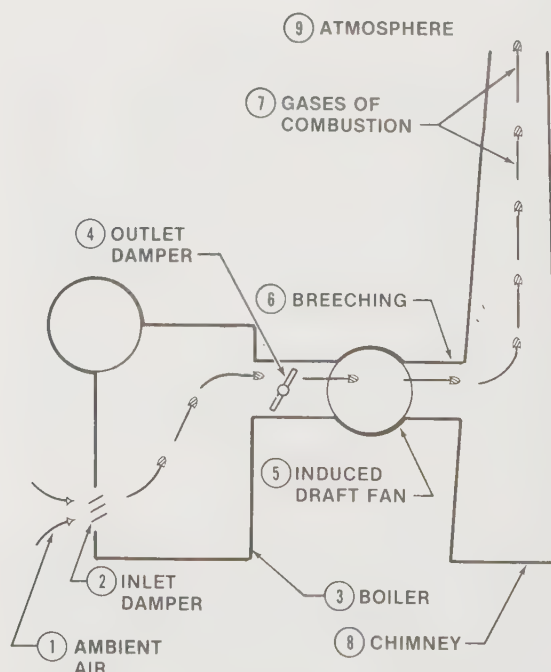 9 ATMOSPHERE
7 GASES OF
COMBUSTION
4 OUTLET
DAMPER
6 BREECHING
5 INDUCED
DRAFT FAN
2 INLET
DAMPER
3 BOILER
1 AMBIENT
AIR
8 CHIMNEY